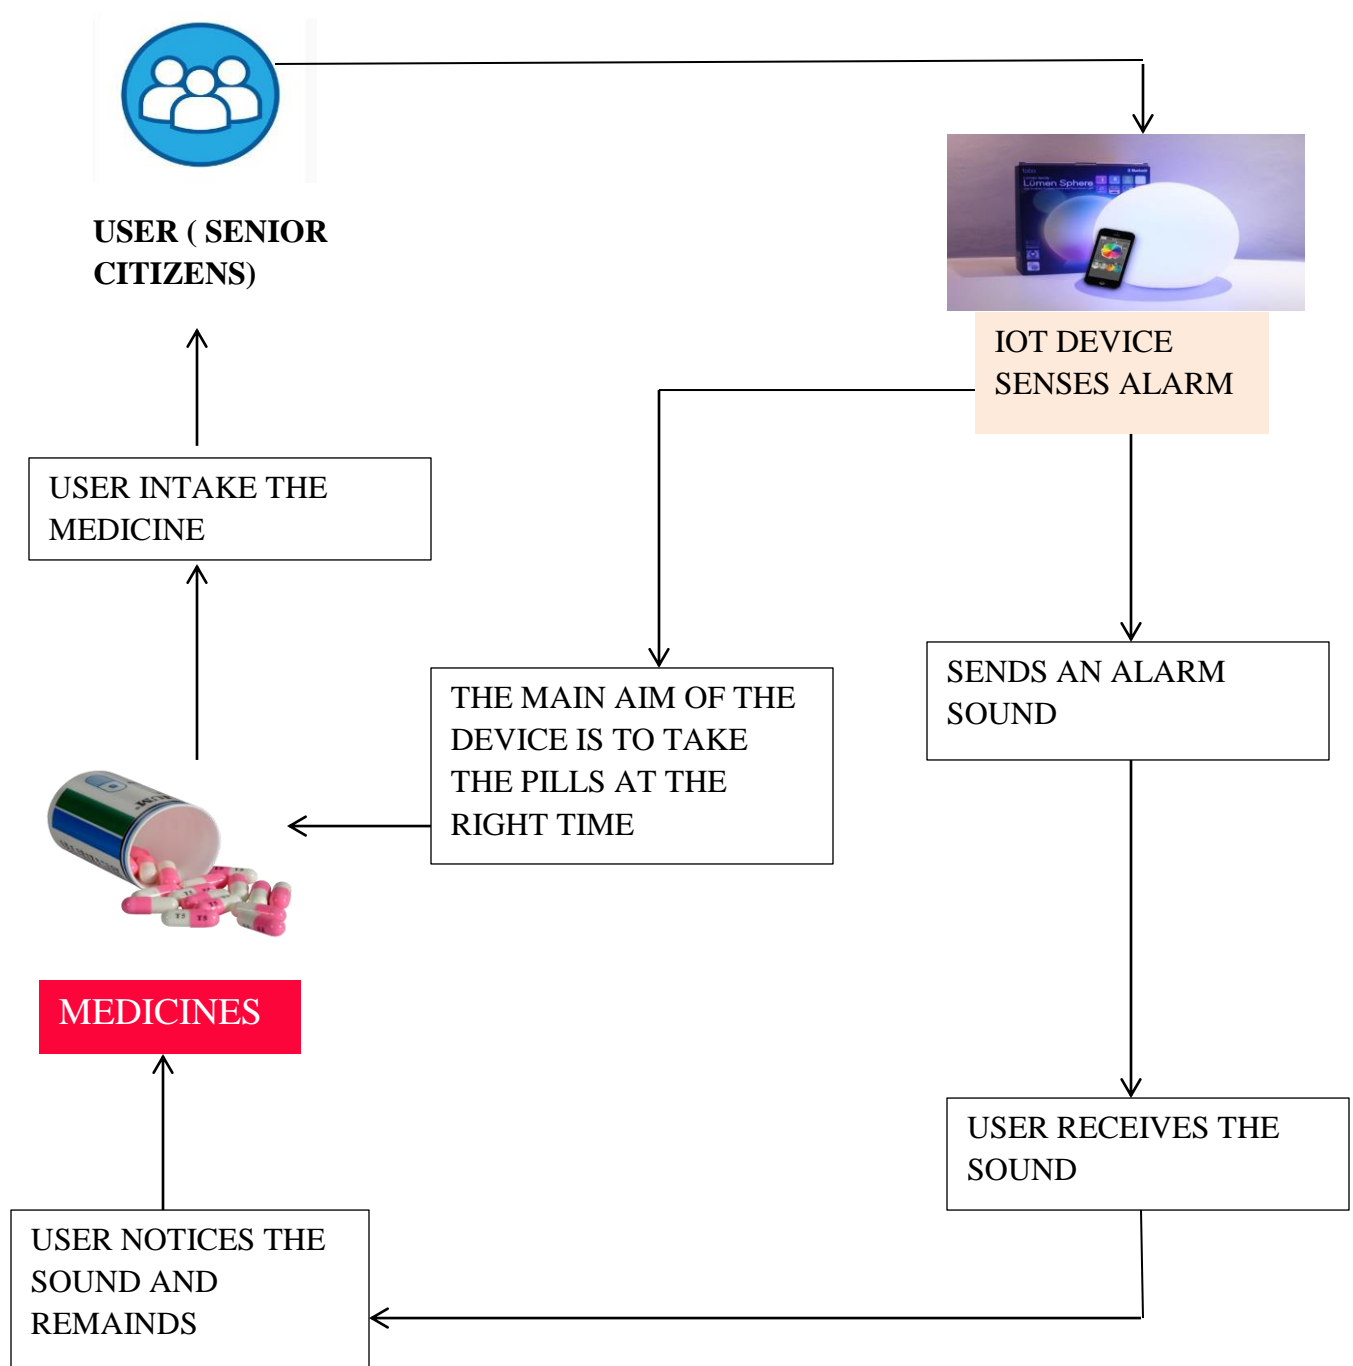 Lümen Sphere
USER ( SENIOR
CITIZENS)
IOT DEVICE
SENSES ALARM
USER INTAKE THE
MEDICINE
SENDS AN ALARM
SOUND
THE MAIN AIM OF THE
DEVICE IS TO TAKE
THE PILLS AT THE
RIGHT TIME
MEDICINES
USER RECEIVES THE
SOUND
USER NOTICES THE
SOUND AND
REMAINDS